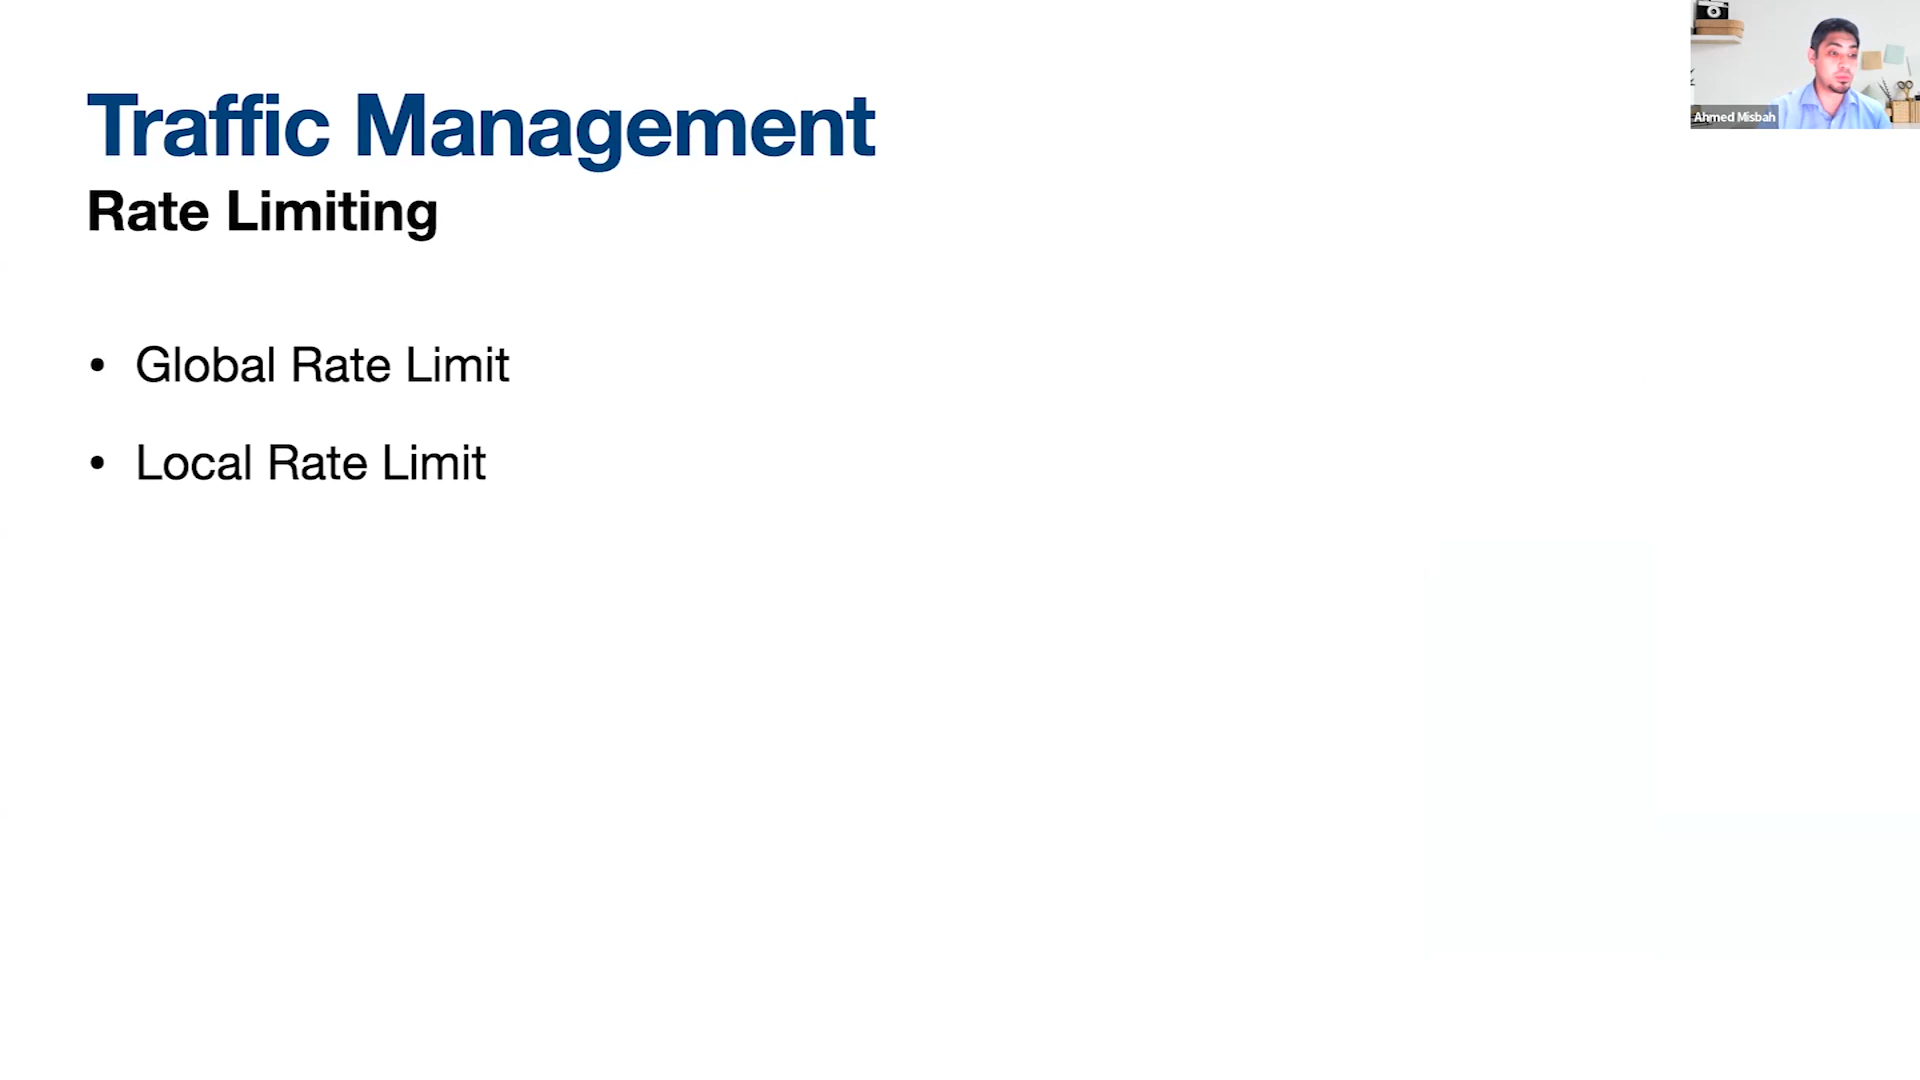 Traffic Management
Rate Limiting
• Global Rate Limit
• Local Rate Limit
Ahmed Misbah